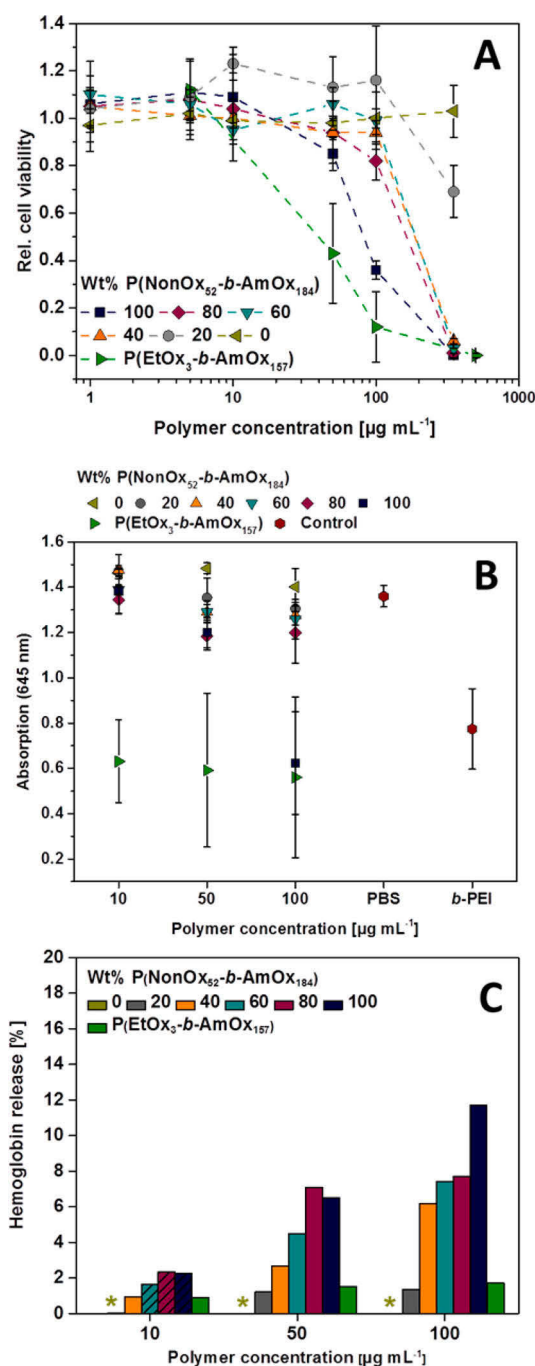 A
1.4
1.2
1.0
0.8
0.6
0.4
0.2
0.0
Rel. cell viability
Wt% P(NonOx52-b-AmOx184)
100 80 60
40 20 0
P(EtOx3-b-AmOx157)
1 10 100 1000
Polymer concentration [µg mL-1]
Wt% P(NonOx52-b-AmOx184)
0 20 40 60 80 100
P(EtOx3-b-AmOx157) Control
B
1.6
1.4
1.2
1.0
0.8
0.6
0.4
0.2
Absorption (645 nm)
10 50 100 PBS b-PEI
Polymer concentration [µg mL-1]
C
20
18
16
14
12
10
8
6
4
2
0
Hemoglobin release [%]
Wt% P(NonOx52-b-AmOx184)
0 20 40 60 80 100
P(EtOx3-b-AmOx157)
* * *
10 50 100
Polymer concentration [µg mL-1]